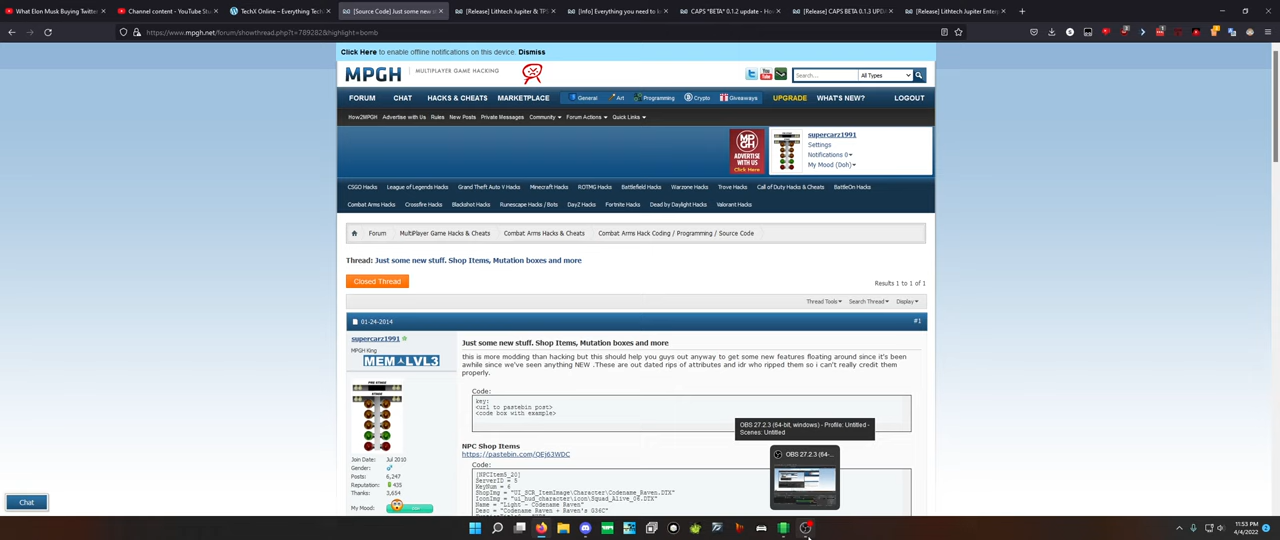 What Elon Musk Buying Twitter
Channel content - YouTube Stu
TechX Online – Everything Tech
[Source Code] Just some new s
[Release] Lithtech Jupiter & TPS
[Info] Everything you need to k
CAPS *BETA* 0.1.2 update - Ho
[Release] CAPS BETA 0.1.3 UPD
[Release] Lithtech Jupiter Enter
https://www.mpgh.net/forum/showthread.php?t=789282&highlight=bomb
Click Here to enable offline notifications on this device. Dismiss
MPGH MULTIPLAYER GAME HACKING
Search... All Types
FORUM CHAT HACKS & CHEATS MARKETPLACE General Art Programming Crypto Giveaways UPGRADE WHAT'S NEW? LOGOUT
How2MPGH Advertise with Us Rules New Posts Private Messages Community Forum Actions Quick Links
MPGH ADVERTISE WITH US Click Here
supercarz1991
Settings
Notifications 0
My Mood (Doh)
CSGO Hacks League of Legends Hacks Grand Theft Auto V Hacks Minecraft Hacks ROTMG Hacks Battlefield Hacks Warzone Hacks Trove Hacks Call of Duty Hacks & Cheats BattleOn Hacks
Combat Arms Hacks Crossfire Hacks Blackshot Hacks Runescape Hacks / Bots DayZ Hacks Fortnite Hacks Dead by Daylight Hacks Valorant Hacks
Forum MultiPlayer Game Hacks & Cheats Combat Arms Hacks & Cheats Combat Arms Hack Coding / Programming / Source Code
Thread: Just some new stuff. Shop Items, Mutation boxes and more
Closed Thread
Results 1 to 1 of 1
Thread Tools Search Thread Display
01-24-2014 #1
supercarz1991
MPGH King
MEM LVL3
PRE STAGE
STAGE
Join Date: Jul 2010
Gender:
Posts: 6,247
Reputation: 435
Thanks: 3,654
My Mood:
Just some new stuff. Shop Items, Mutation boxes and more
this is more modding than hacking but this should help you guys out anyway to get some new features floating around since it's been
awhile since we've seen anything NEW .These are out dated rips of attributes and idr who ripped them so i can't really credit them
properly.
Code:
key:
<url to pastebin post>
<code box with example>
NPC Shop Items
https://pastebin.com/QEj63WDC
Code:
[NPCItem5_20]
ServerID = 5
KeyNum = 6
ShopImg = "UI_SCR_ItemImage\Character\Codename_Raven.DTX"
IconImg = "ui_hud_character\icon\Squad_Alive_06.DTX"
Name = "Light - Codename Raven"
Desc = "Codename Raven + Raven's G36C"
OBS 27.2.3 (64-bit, windows) - Profile: Untitled -
Scenes: Untitled
OBS 27.2.3 (64-...
Chat
11:53 PM
4/4/2022